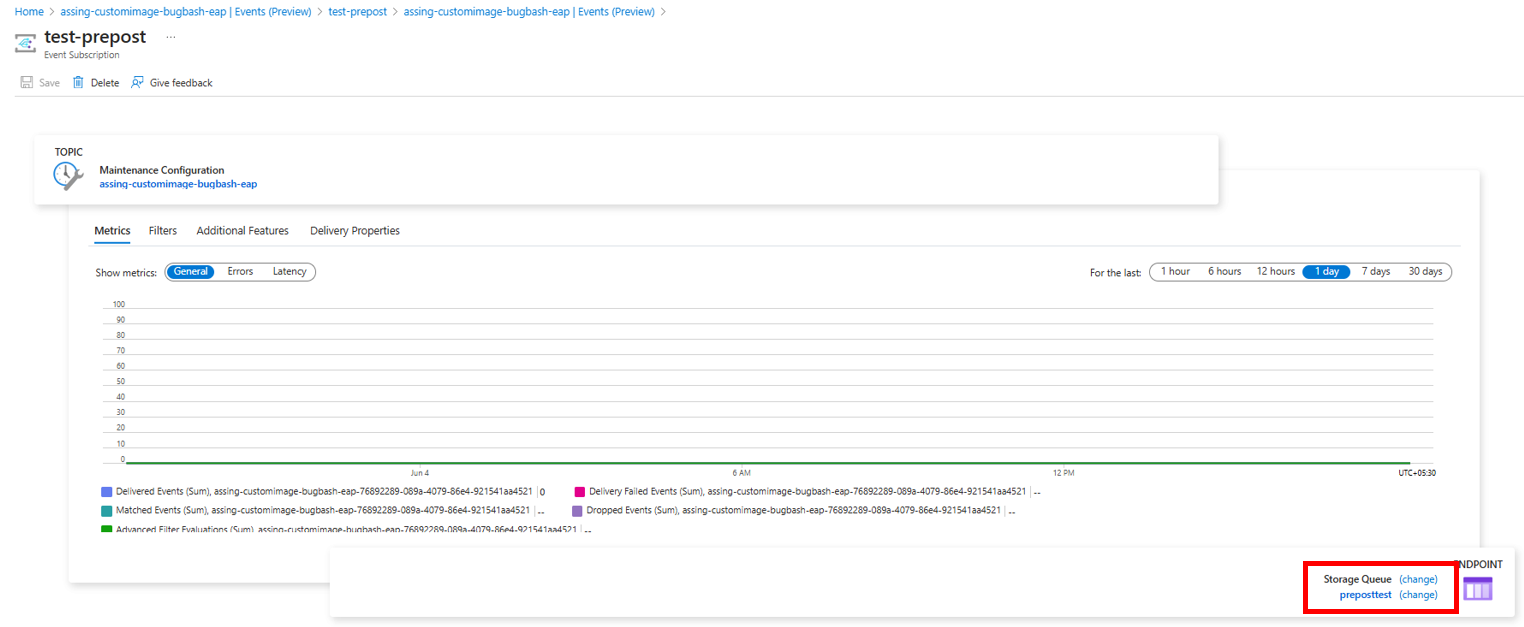 Home > assing-customimage-bugbash-eap | Events (Preview) > test-prepost > assing-customimage-bugbash-eap | Events (Preview) >
test-prepost ...
Event Subscription
Save Delete Give feedback
TOPIC
Maintenance Configuration
assing-customimage-bugbash-eap
Metrics Filters Additional Features Delivery Properties
Show metrics: General Errors Latency For the last: 1 hour 6 hours 12 hours 1 day 7 days 30 days
100
90
80
70
60
50
40
30
20
10
0
Jun 4 6 AM 12 PM UTC+05:30
Delivered Events (Sum), assing-customimage-bugbash-eap-76892289-089a-4079-86e4-921541aa4521 | 0 Delivery Failed Events (Sum), assing-customimage-bugbash-eap-76892289-089a-4079-86e4-921541aa4521 | --
Matched Events (Sum), assing-customimage-bugbash-eap-76892289-089a-4079-86e4-921541aa4521 | -- Dropped Events (Sum), assing-customimage-bugbash-eap-76892289-089a-4079-86e4-921541aa4521 | --
Advanced Filter Evaluations (Sum), assing-customimage-bugbash-eap-76892289-089a-4079-86e4-921541aa4521 | --
NDPOINT
Storage Queue (change)
preposttest (change)